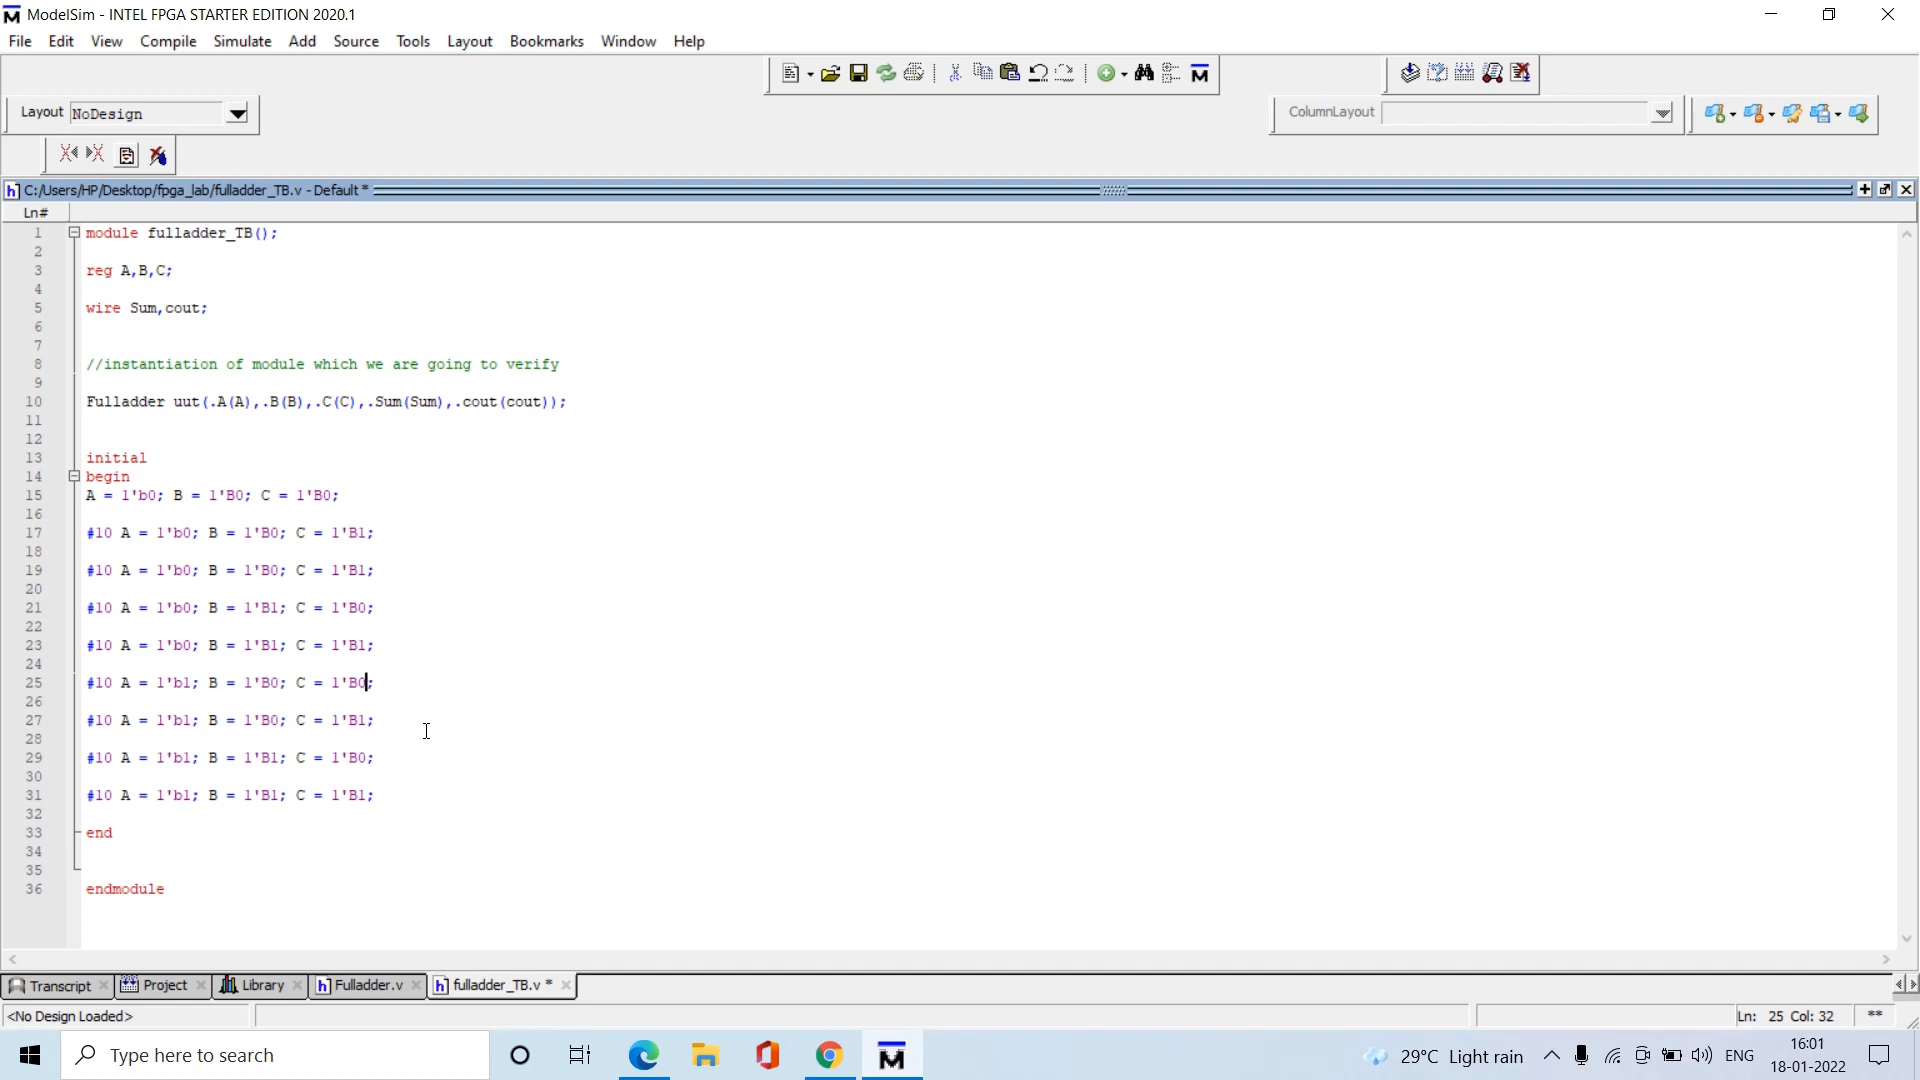 ModelSim - INTEL FPGA STARTER EDITION 2020.1
File Edit View Compile Simulate Add Source Tools Layout Bookmarks Window Help
Layout NoDesign
ColumnLayout
C:/Users/HP/Desktop/fpga_lab/fulladder_TB.v - Default *
Ln#
1 module fulladder_TB();
2
3 reg A,B,C;
4
5 wire Sum,cout;
6
7
8 //instantiation of module which we are going to verify
9
10 Fulladder uut(.A(A),.B(B),.C(C),.Sum(Sum),.cout(cout));
11
12
13 initial
14 begin
15 A = 1'b0; B = 1'B0; C = 1'B0;
16
17 #10 A = 1'b0; B = 1'B0; C = 1'B1;
18
19 #10 A = 1'b0; B = 1'B0; C = 1'B1;
20
21 #10 A = 1'b0; B = 1'B1; C = 1'B0;
22
23 #10 A = 1'b0; B = 1'B1; C = 1'B1;
24
25 #10 A = 1'b1; B = 1'B0; C = 1'B0;
26
27 #10 A = 1'b1; B = 1'B0; C = 1'B1;
28
29 #10 A = 1'b1; B = 1'B1; C = 1'B0;
30
31 #10 A = 1'b1; B = 1'B1; C = 1'B1;
32
33 end
34
35
36 endmodule
Transcript Project Library Fulladder.v fulladder_TB.v *
<No Design Loaded> Ln: 25 Col: 32 **
Type here to search 29°C Light rain ENG 16:01
18-01-2022